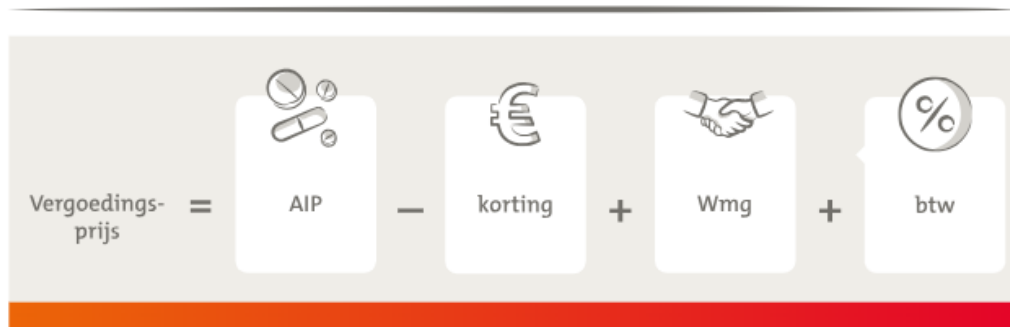 Vergoedings-
prijs = AIP – korting + Wmg + btw
€
%